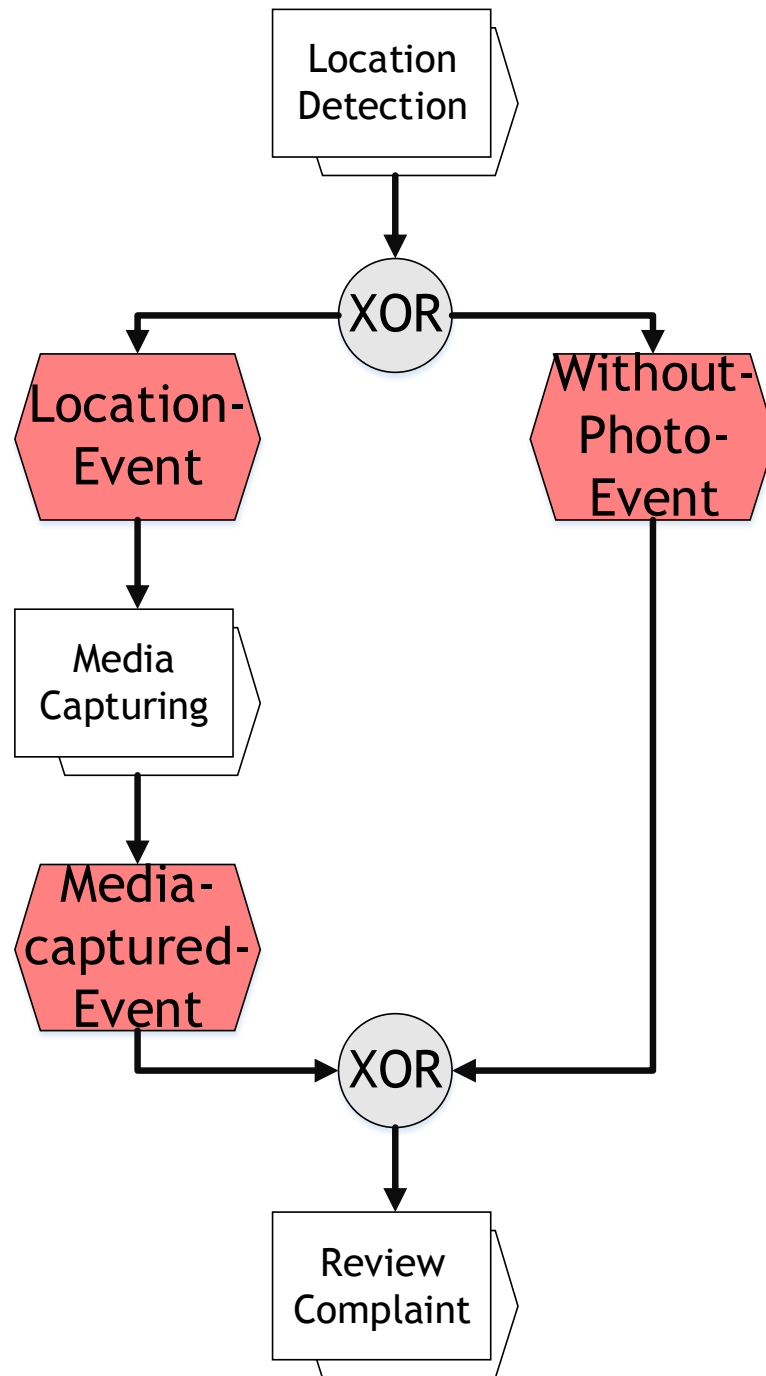 Location
Detection
XOR
Location-
Event
Without-
Photo-
Event
Media
Capturing
Media-
captured-
Event
XOR
Review
Complaint